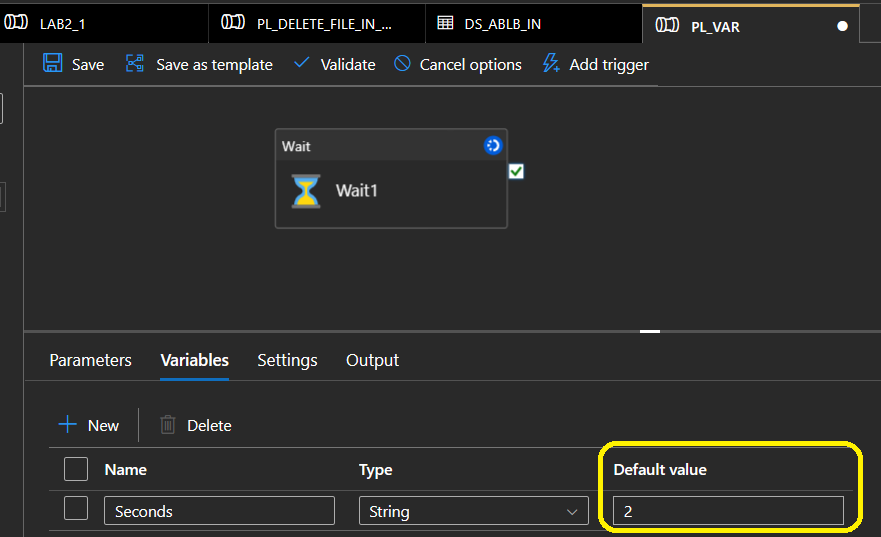 LAB2_1 PL_DELETE_FILE_IN_... DS_ABLB_IN PL_VAR
Save Save as template Validate Cancel options Add trigger
Wait
Wait1
Parameters Variables Settings Output
New Delete
Name Type Default value
Seconds String 2